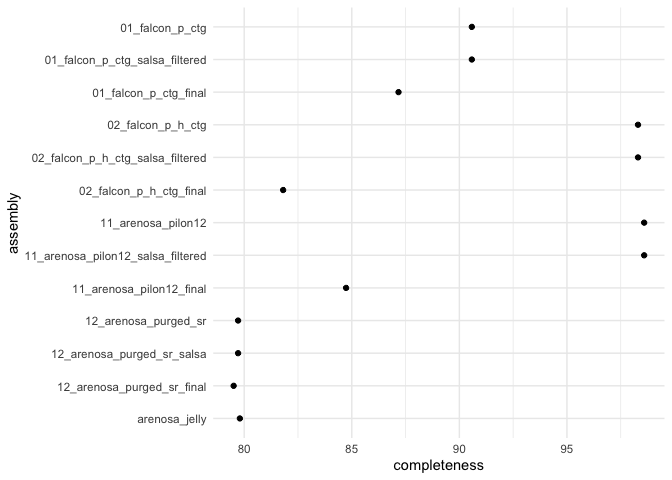 01_falcon_p_ctg
01_falcon_p_ctg_salsa_filtered
01_falcon_p_ctg_final
02_falcon_p_h_ctg
02_falcon_p_h_ctg_salsa_filtered
02_falcon_p_h_ctg_final
11_arenosa_pilon12
11_arenosa_pilon12_salsa_filtered
11_arenosa_pilon12_final
12_arenosa_purged_sr
12_arenosa_purged_sr_salsa
12_arenosa_purged_sr_final
arenosa_jelly
assembly
80 85 90 95
completeness